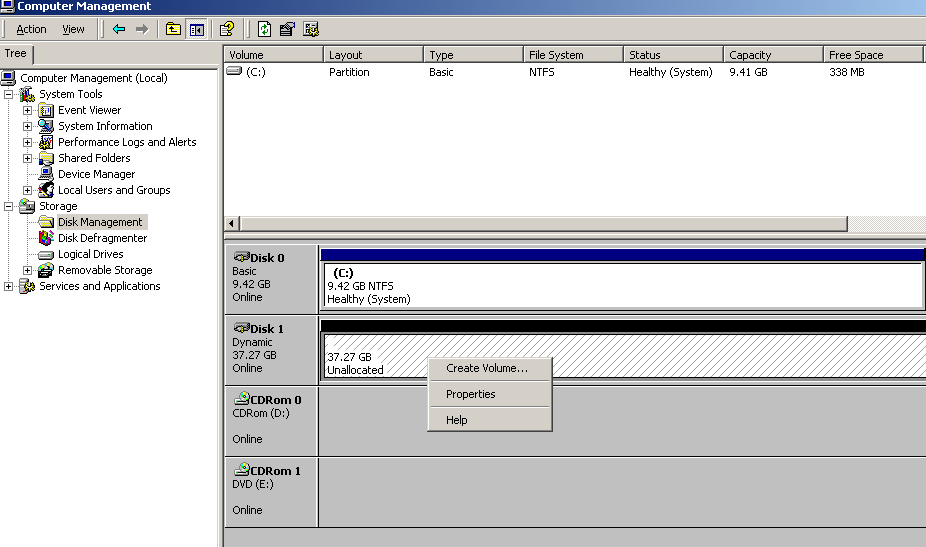 Computer Management
Action View
Tree
Computer Management (Local)
System Tools
Event Viewer
System Information
Performance Logs and Alerts
Shared Folders
Device Manager
Local Users and Groups
Storage
Disk Management
Disk Defragmenter
Logical Drives
Removable Storage
Services and Applications
Volume Layout Type File System Status Capacity Free Space
(C:) Partition Basic NTFS Healthy (System) 9.41 GB 338 MB
Disk 0
Basic
9.42 GB
Online
(C:)
9.42 GB NTFS
Healthy (System)
Disk 1
Dynamic
37.27 GB
Online
37.27 GB
Unallocated
Create Volume...
Properties
Help
CDRom 0
CDRom (D:)
Online
CDRom 1
DVD (E:)
Online